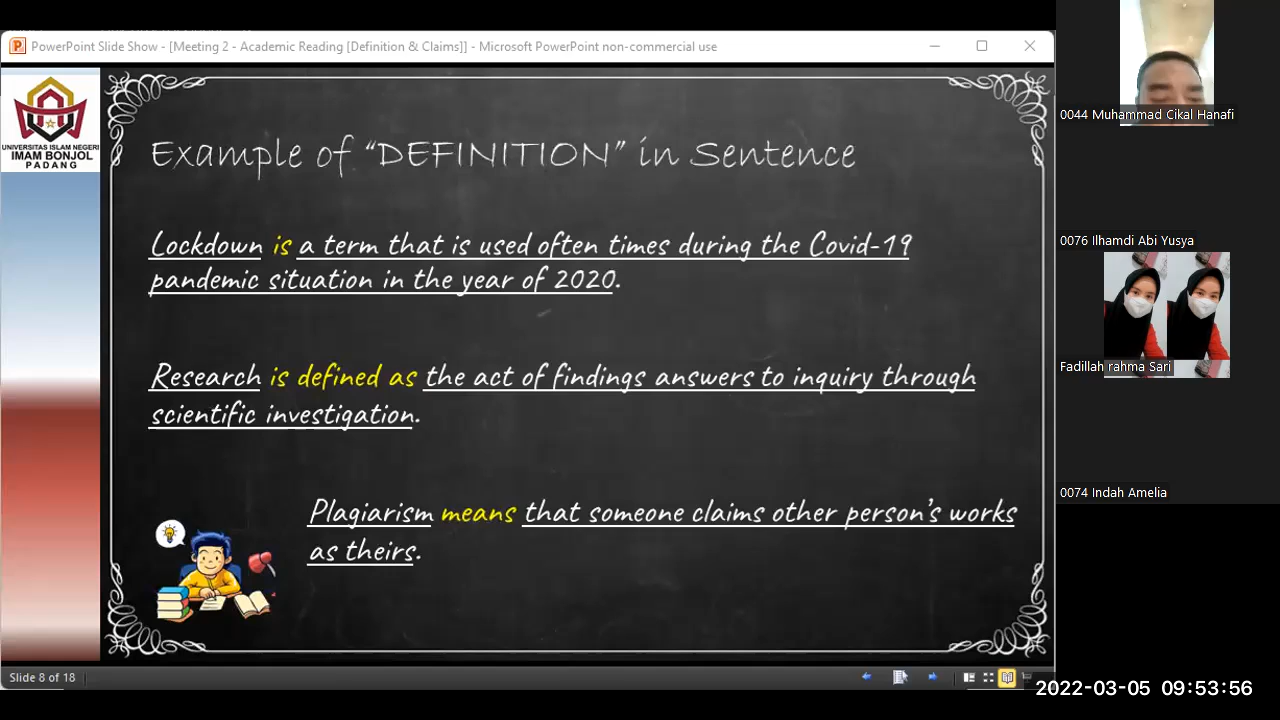 PowerPoint Slide Show - [Meeting 2 - Academic Reading [Definition & Claims]] - Microsoft PowerPoint non-commercial use
UNIVERSITAS ISLAM NEGERI
IMAM BONJOL
PADANG
Example of “DEFINITION” in Sentence
Lockdown is a term that is used often times during the Covid-19
pandemic situation in the year of 2020.
Research is defined as the act of findings answers to inquiry through
scientific investigation.
Plagiarism means that someone claims other person’s works
as theirs.
Slide 8 of 18
0044 Muhammad Cikal Hanafi
0076 Ilhamdi Abi Yusya
Fadillah rahma Sari
0074 Indah Amelia
2022-03-05 09:53:56